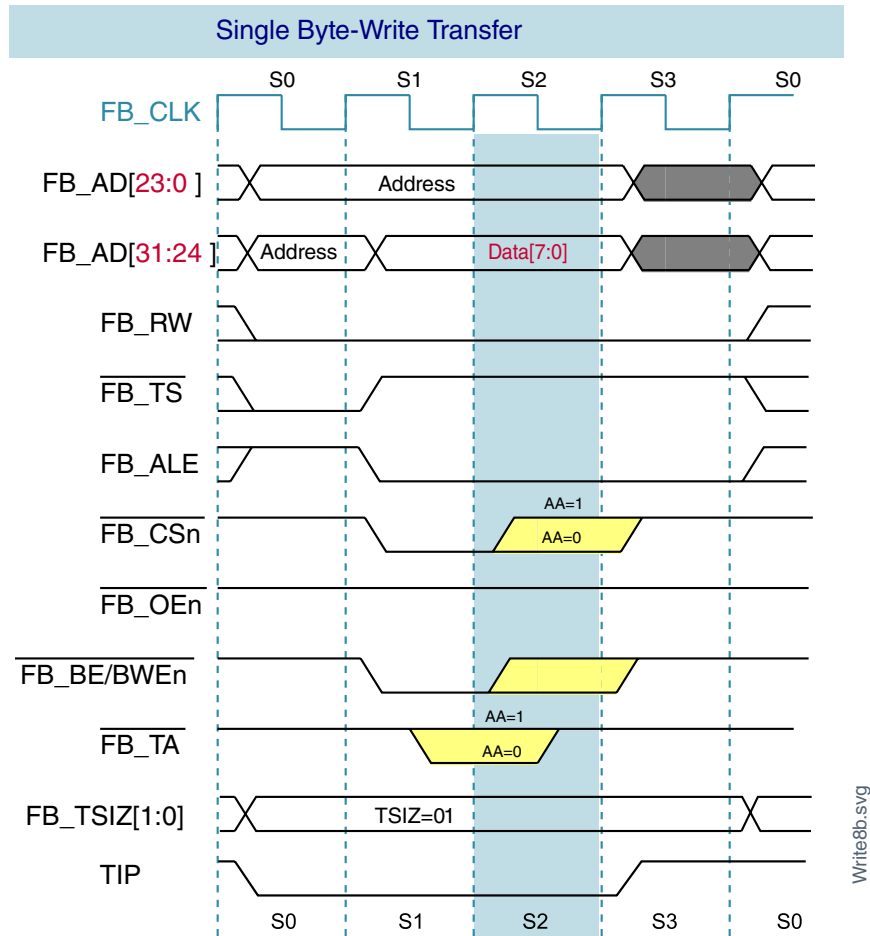 Single Byte-Write Transfer
S0 S1 S2 S3 S0
FB_CLK
FB_AD[23:0 ] Address
FB_AD[31:24 ] Address Data[7:0]
FB_RW
FB_TS
FB_ALE
AA=1
FB_CSn AA=0
FB_OEn
FB_BE/BWEn
AA=1
FB_TA AA=0
FB_TSIZ[1:0] TSIZ=01
TIP
S0 S1 S2 S3 S0
Write8b.svg